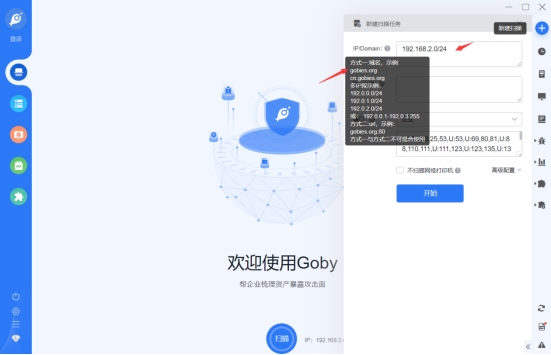 登录
新建扫描任务
新建扫描
IP/Domain:
192.168.2.0/24
方式一:域名，示例:
gobies.org
cn.gobies.org
多IP段示例:
192.0.0.0/24
192.0.1.0/24
192.0.2.0/24
或： 192.0.0.1-192.0.3.255
方式二:url，示例:
gobies.org:80
方式一与方式二不可混合使用
,25,53,U:53,U:69,80,81,U:8
8,110,111,U:111,123,U:123,135,U:13
不扫描网络打印机
高级配置
开始
欢迎使用Goby
帮企业梳理资产暴露攻击面
扫描
IP：192.168.2